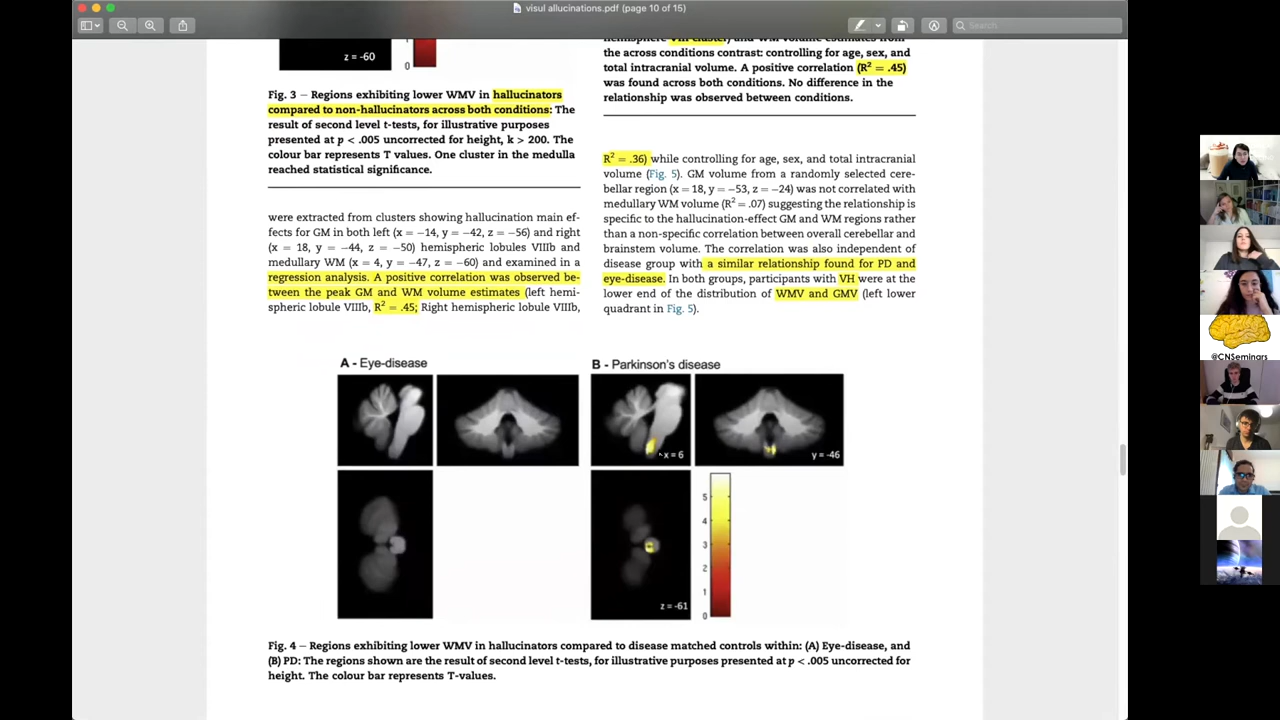 visul allucinations.pdf (page 10 of 15)
Search
z = -60
0
Fig. 3 – Regions exhibiting lower WMV in hallucinators
compared to non-hallucinators across both conditions: The
result of second level t-tests, for illustrative purposes
presented at p < .005 uncorrected for height, k > 200. The
colour bar represents T values. One cluster in the medulla
reached statistical significance.
were extracted from clusters showing hallucination main ef-
fects for GM in both left (x = −14, y = −42, z = −56) and right
(x = 18, y = −44, z = −50) hemispheric lobules VIIIb and
medullary WM (x = 4, y = −47, z = −60) and examined in a
regression analysis. A positive correlation was observed be-
tween the peak GM and WM volume estimates (left hemi-
spheric lobule VIIIb, R² = .45; Right hemispheric lobule VIIIb,
hemisphere VIII cluster) and WM volume estimates from
the across conditions contrast: controlling for age, sex, and
total intracranial volume. A positive correlation (R² = .45)
was found across both conditions. No difference in the
relationship was observed between conditions.
R² = .36) while controlling for age, sex, and total intracranial
volume (Fig. 5). GM volume from a randomly selected cere-
bellar region (x = 18, y = −53, z = −24) was not correlated with
medullary WM volume (R² = .07) suggesting the relationship is
specific to the hallucination-effect GM and WM regions rather
than a non-specific correlation between overall cerebellar and
brainstem volume. The correlation was also independent of
disease group with a similar relationship found for PD and
eye-disease. In both groups, participants with VH were at the
lower end of the distribution of WMV and GMV (left lower
quadrant in Fig. 5).
A - Eye-disease
B - Parkinson's disease
x = 6
y = -46
5
4
3
2
1
0
z = -61
Fig. 4 – Regions exhibiting lower WMV in hallucinators compared to disease matched controls within: (A) Eye-disease, and
(B) PD: The regions shown are the result of second level t-tests, for illustrative purposes presented at p < .005 uncorrected for
height. The colour bar represents T-values.
@CNSeminars